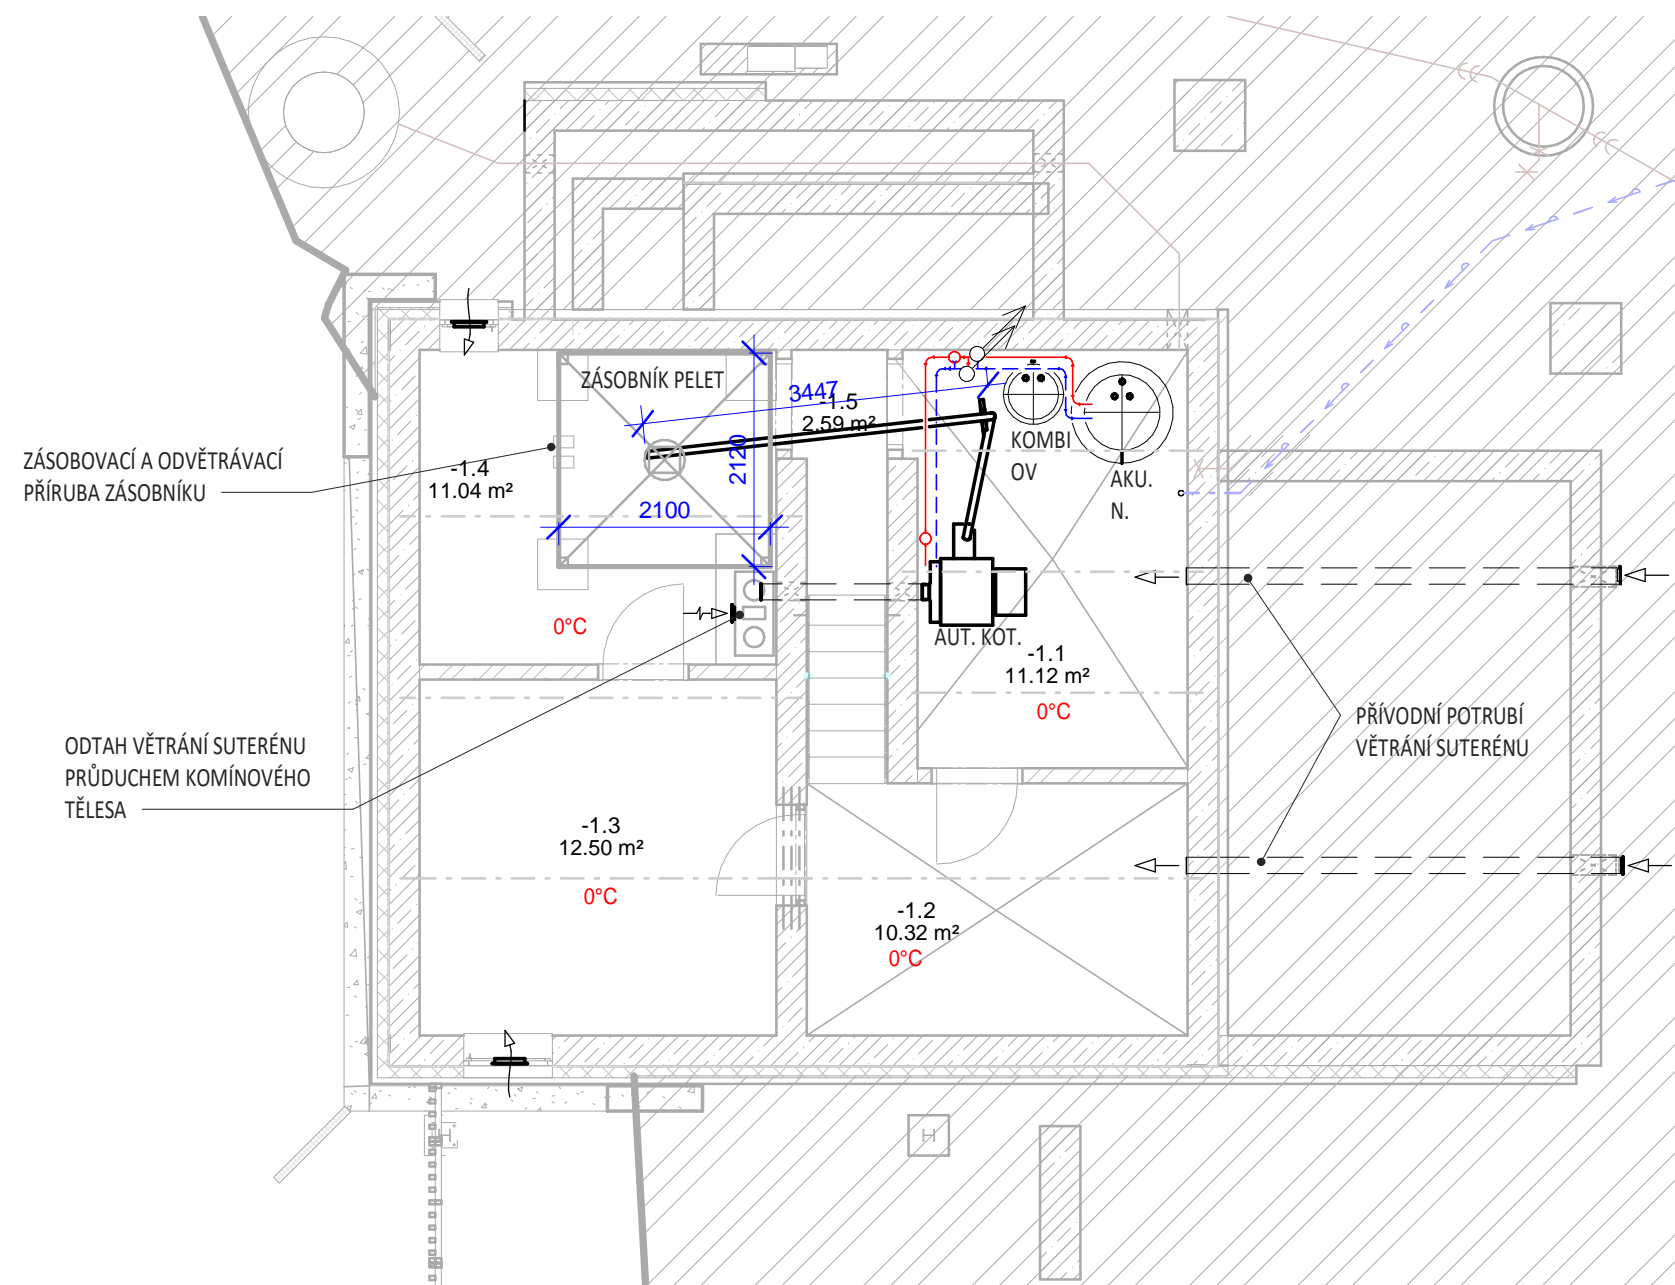 ZÁSOBNÍK PELET
3447
-1.5
2.59 m²
2120
2100
KOMBI
OV
AKU.
N.
ZÁSOBOVACÍ A ODVĚTRÁVACÍ
PŘÍRUBA ZÁSOBNÍKU
-1.4
11.04 m²
0°C
AUT. KOT.
-1.1
11.12 m²
0°C
PŘÍVODNÍ POTRUBÍ
VĚTRÁNÍ SUTERÉNU
ODTAH VĚTRÁNÍ SUTERÉNU
PRŮDUCHEM KOMÍNOVÉHO
TĚLESA
-1.3
12.50 m²
0°C
-1.2
10.32 m²
0°C
H
H